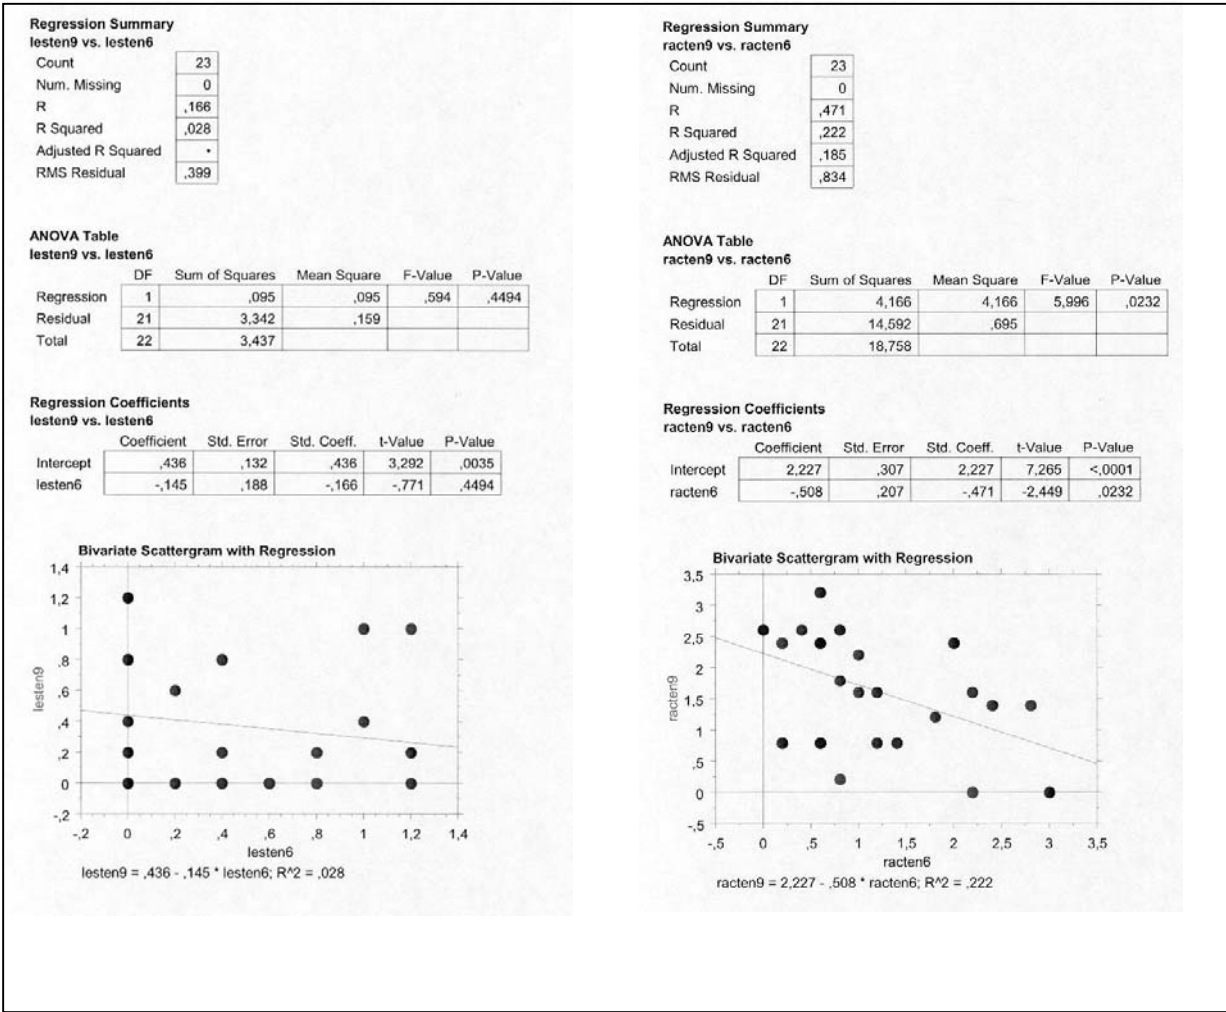 Regression Summary
lesten9 vs. lesten6
Count 23
Num. Missing 0
R ,166
R Squared ,028
Adjusted R Squared •
RMS Residual ,399
ANOVA Table
lesten9 vs. lesten6
DF Sum of Squares Mean Square F-Value P-Value
Regression 1 ,095 ,095 ,594 ,4494
Residual 21 3,342 ,159
Total 22 3,437
Regression Coefficients
lesten9 vs. lesten6
Coefficient Std. Error Std. Coeff. t-Value P-Value
Intercept ,436 ,132 ,436 3,292 ,0035
lesten6 -,145 ,188 -,166 -,771 ,4494
Bivariate Scattergram with Regression
1,4
1,2
1
,8
,6
,4
,2
0
-,2
lesten9
-,2 0 ,2 ,4 ,6 ,8 1 1,2 1,4
lesten6
lesten9 = ,436 - ,145 * lesten6; R^2 = ,028
Regression Summary
racten9 vs. racten6
Count 23
Num. Missing 0
R ,471
R Squared ,222
Adjusted R Squared ,185
RMS Residual ,834
ANOVA Table
racten9 vs. racten6
DF Sum of Squares Mean Square F-Value P-Value
Regression 1 4,166 4,166 5,996 ,0232
Residual 21 14,592 ,695
Total 22 18,758
Regression Coefficients
racten9 vs. racten6
Coefficient Std. Error Std. Coeff. t-Value P-Value
Intercept 2,227 ,307 2,227 7,265 <,0001
racten6 -,508 ,207 -,471 -2,449 ,0232
Bivariate Scattergram with Regression
3,5
3
2,5
2
1,5
1
,5
0
-,5
racten9
-,5 0 ,5 1 1,5 2 2,5 3 3,5
racten6
racten9 = 2,227 - ,508 * racten6; R^2 = ,222